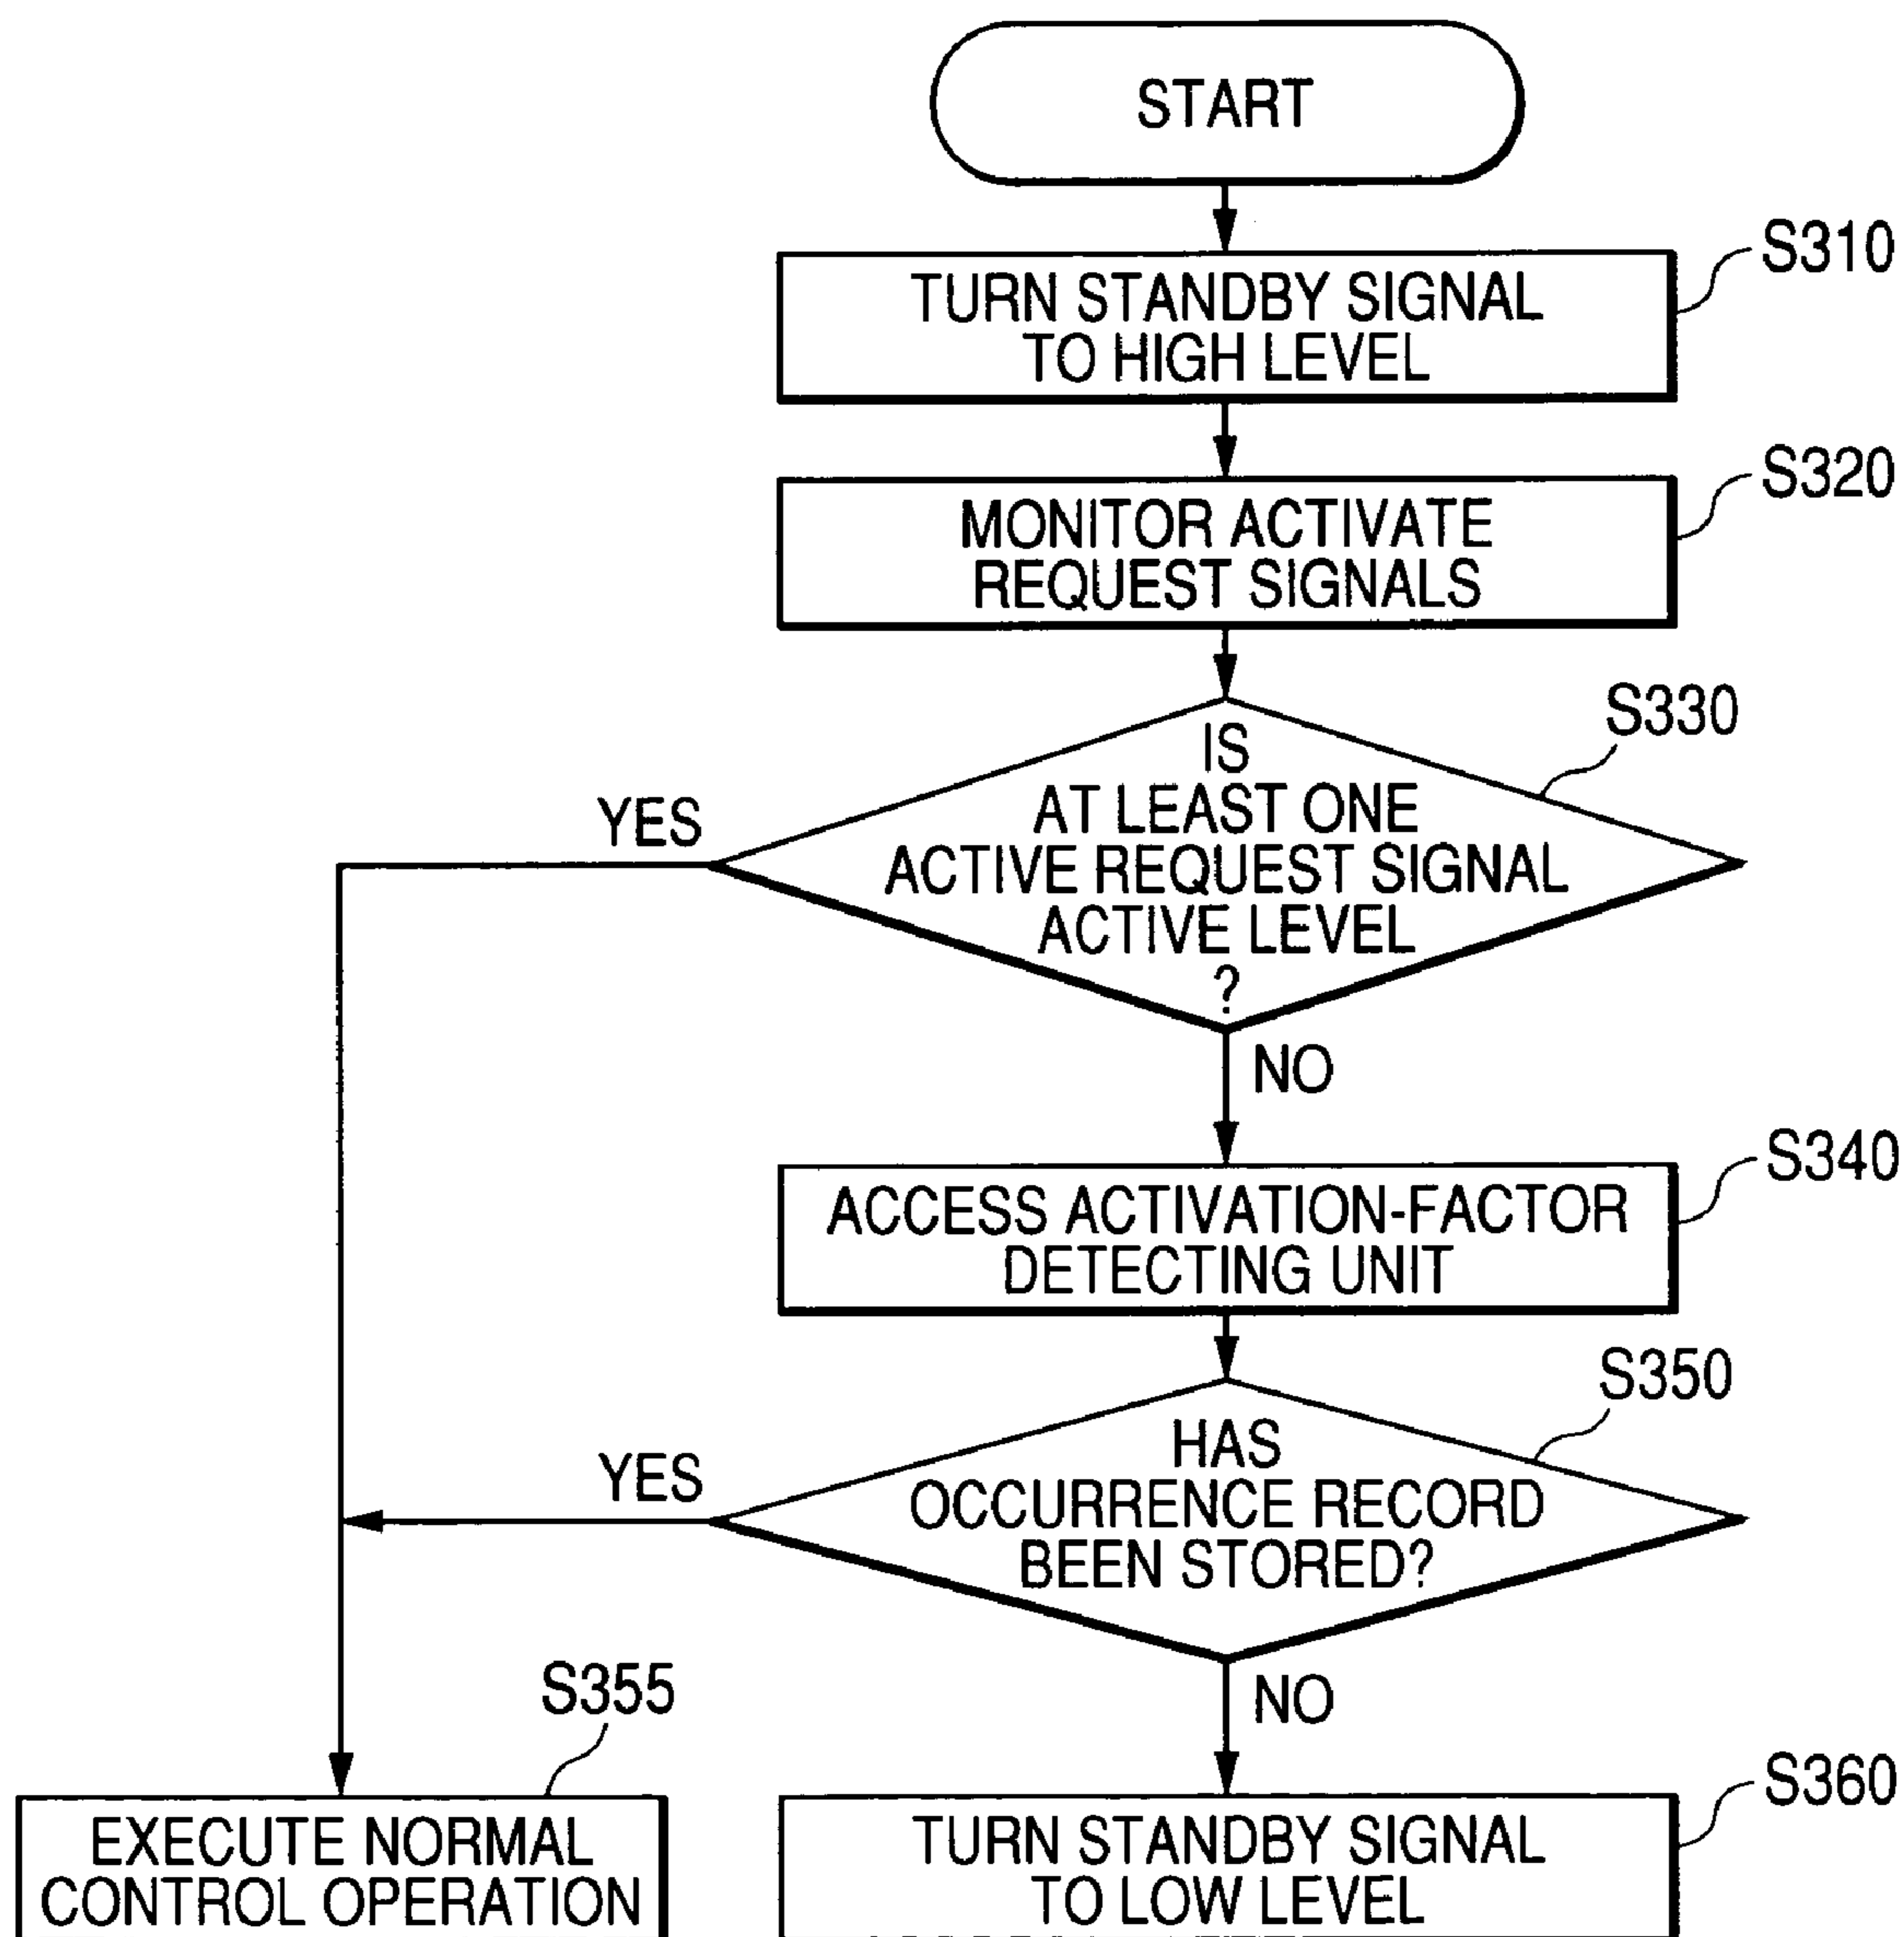 START
S310
TURN STANDBY SIGNAL
TO HIGH LEVEL
S320
MONITOR ACTIVATE
REQUEST SIGNALS
S330
IS
AT LEAST ONE
ACTIVE REQUEST SIGNAL
ACTIVE LEVEL
?
YES
NO
S340
ACCESS ACTIVATION-FACTOR
DETECTING UNIT
S350
HAS
OCCURRENCE RECORD
BEEN STORED?
YES
NO
S355
EXECUTE NORMAL
CONTROL OPERATION
S360
TURN STANDBY SIGNAL
TO LOW LEVEL